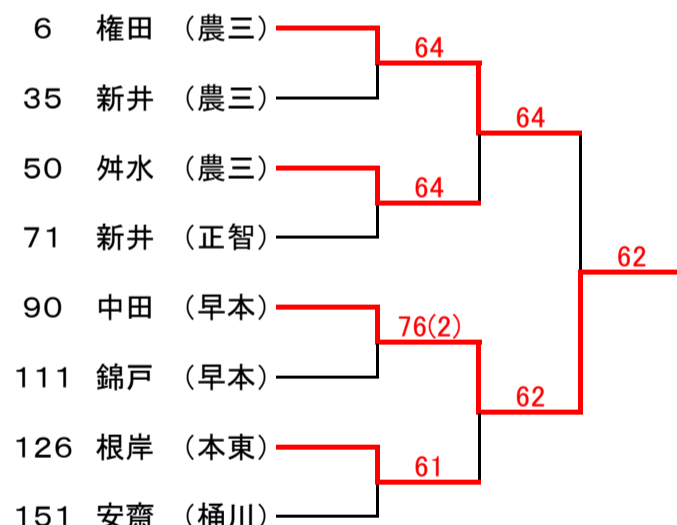 6 権田 (農三)
64
35 新井 (農三)
64
50 舛水 (農三)
64
71 新井 (正智)
62
90 中田 (早本)
76(2)
111 錦戸 (早本)
62
126 根岸 (本東)
61
151 安齋 (桶川)